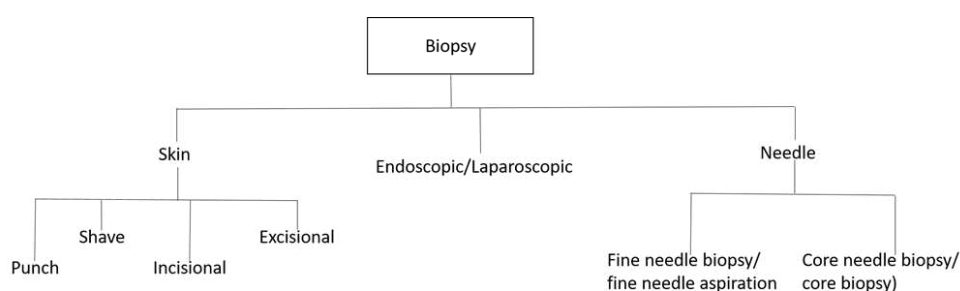 Biopsy
Skin
Endoscopic/Laparoscopic
Needle
Punch
Shave
Incisional
Excisional
Fine needle biopsy/
fine needle aspiration
Core needle biopsy/
core biopsy)